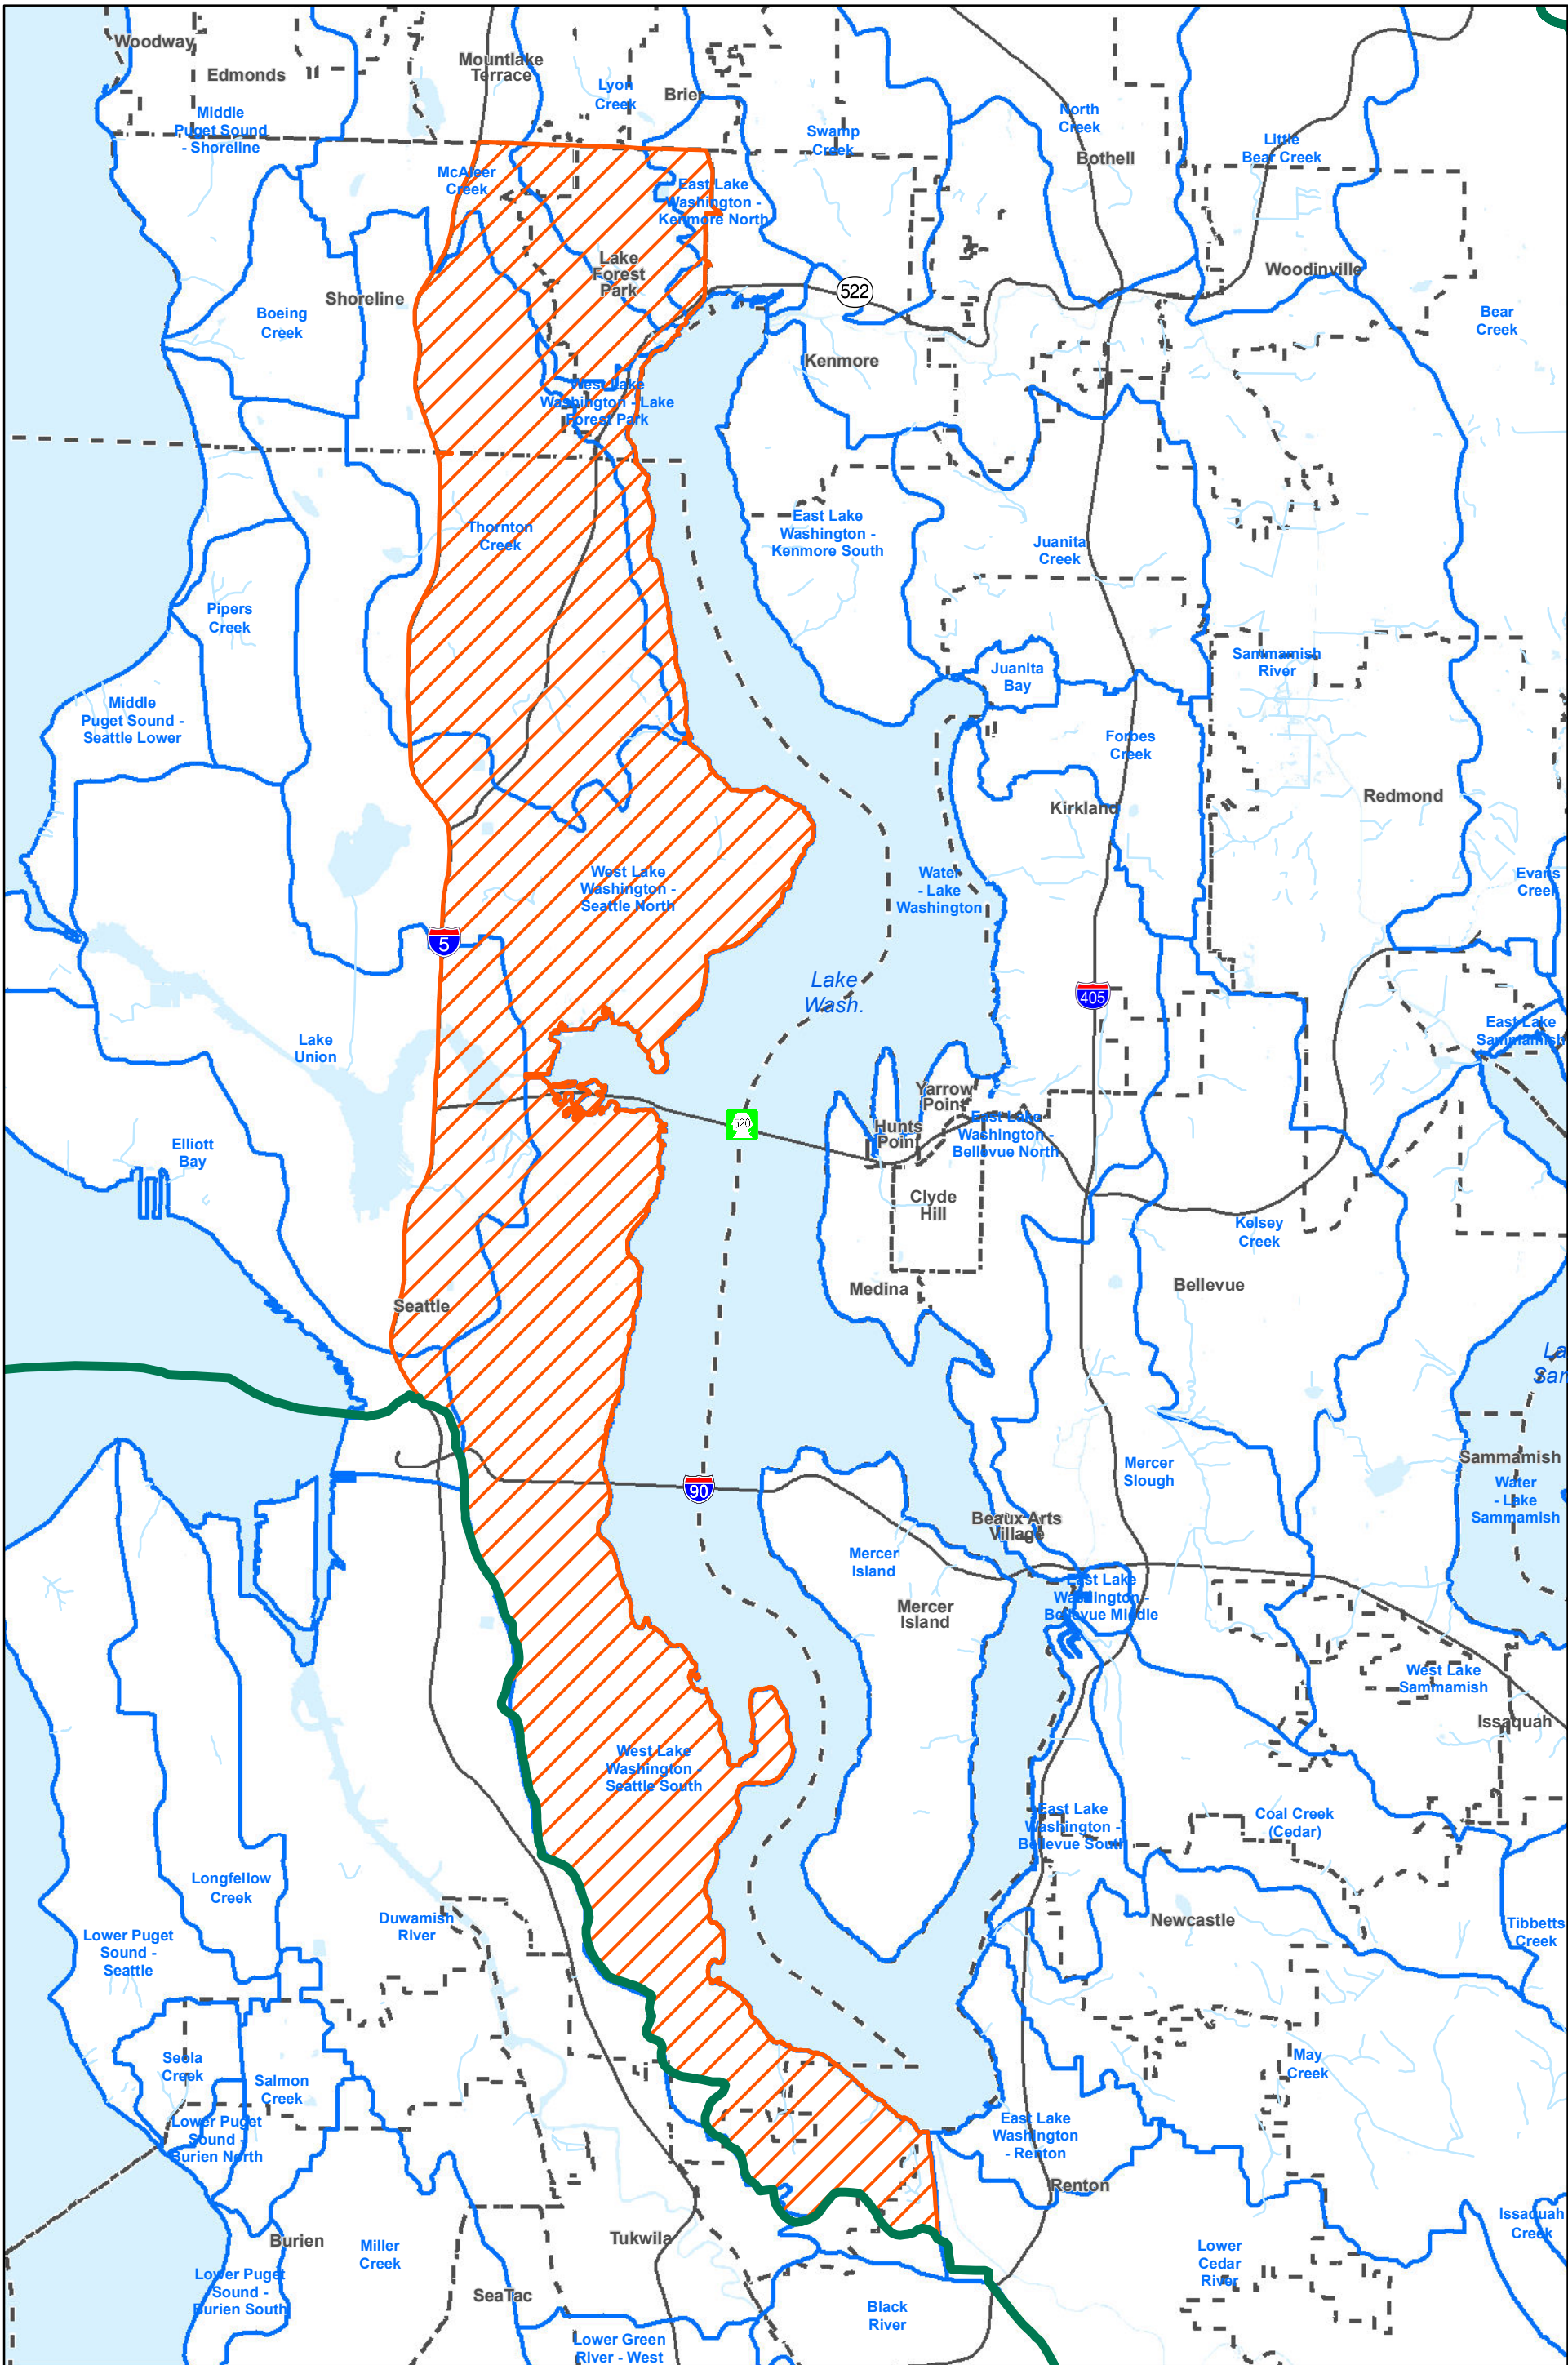 Woodway
Edmonds
Mountlake
Terrace
Lyon
Creek
Brier
Middle
Puget Sound
- Shoreline
Swamp
Creek
North
Creek
Bothell
Little
Bear Creek
McAleer
Creek
East Lake
Washington -
Kenmore North
Lake
Forest
Park
Woodinville
Shoreline
Boeing
Creek
522
Bear
Creek
Kenmore
West Lake
Washington - Lake
Forest Park
Thornton
Creek
East Lake
Washington -
Kenmore South
Juanita
Creek
Pipers
Creek
Juanita
Bay
Sammamish
River
Middle
Puget Sound -
Seattle Lower
Forbes
Creek
Kirkland
Redmond
West Lake
Washington -
Seattle North
Water
- Lake
Washington
Evans
Creek
5
Lake
Wash.
405
Lake
Union
East Lake
Sammamish
Yarrow
Point
520
Hunts
Point
East Lake
Washington -
Bellevue North
Elliott
Bay
Clyde
Hill
Kelsey
Creek
Medina
Bellevue
Seattle
La
Sar
Sammamish
Mercer
Slough
90
Water
- Lake
Sammamish
Beaux Arts
Village
Mercer
Island
East Lake
Washington -
Bellevue Middle
Mercer
Island
West Lake
Sammamish
Issaquah
West Lake
Washington -
Seattle South
East Lake
Washington -
Bellevue South
Coal Creek
(Cedar)
Longfellow
Creek
Duwamish
River
Newcastle
Tibbetts
Creek
Lower Puget
Sound -
Seattle
Seola
Creek
Salmon
Creek
May
Creek
Lower Puget
Sound -
Burien North
East Lake
Washington
- Renton
Renton
Issaquah
Creek
Burien
Miller
Creek
Tukwila
Lower
Cedar
River
Lower Puget
Sound -
Burien South
SeaTac
Black
River
Lower Green
River - West